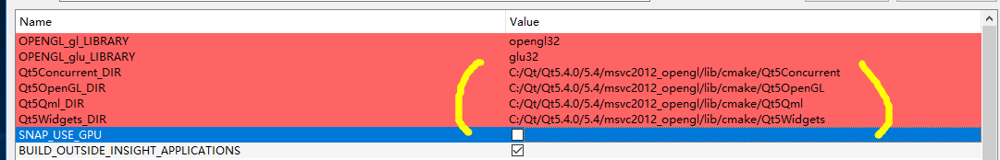 Name Value
OPENGL_gl_LIBRARY opengl32
OPENGL_glu_LIBRARY glu32
Qt5Concurrent_DIR C:/Qt/Qt5.4.0/5.4/msvc2012_opengl/lib/cmake/Qt5Concurrent
Qt5OpenGL_DIR C:/Qt/Qt5.4.0/5.4/msvc2012_opengl/lib/cmake/Qt5OpenGL
Qt5Qml_DIR C:/Qt/Qt5.4.0/5.4/msvc2012_opengl/lib/cmake/Qt5Qml
Qt5Widgets_DIR C:/Qt/Qt5.4.0/5.4/msvc2012_opengl/lib/cmake/Qt5Widgets
SNAP_USE_GPU
BUILD_OUTSIDE_INSIGHT_APPLICATIONS